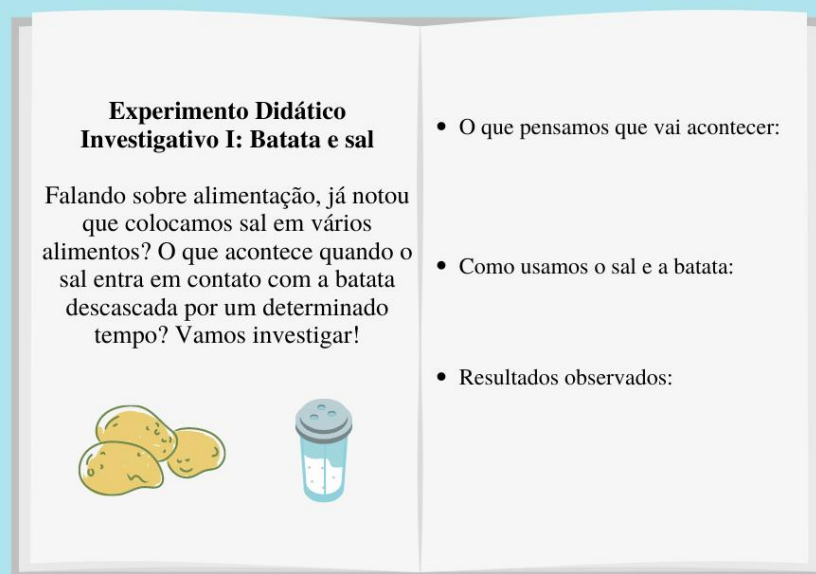 Experimento Didático
Investigativo I: Batata e sal
Falando sobre alimentação, já notou
que colocamos sal em vários
alimentos? O que acontece quando o
sal entra em contato com a batata
descascada por um determinado
tempo? Vamos investigar!
• O que pensamos que vai acontecer:
• Como usamos o sal e a batata:
• Resultados observados: